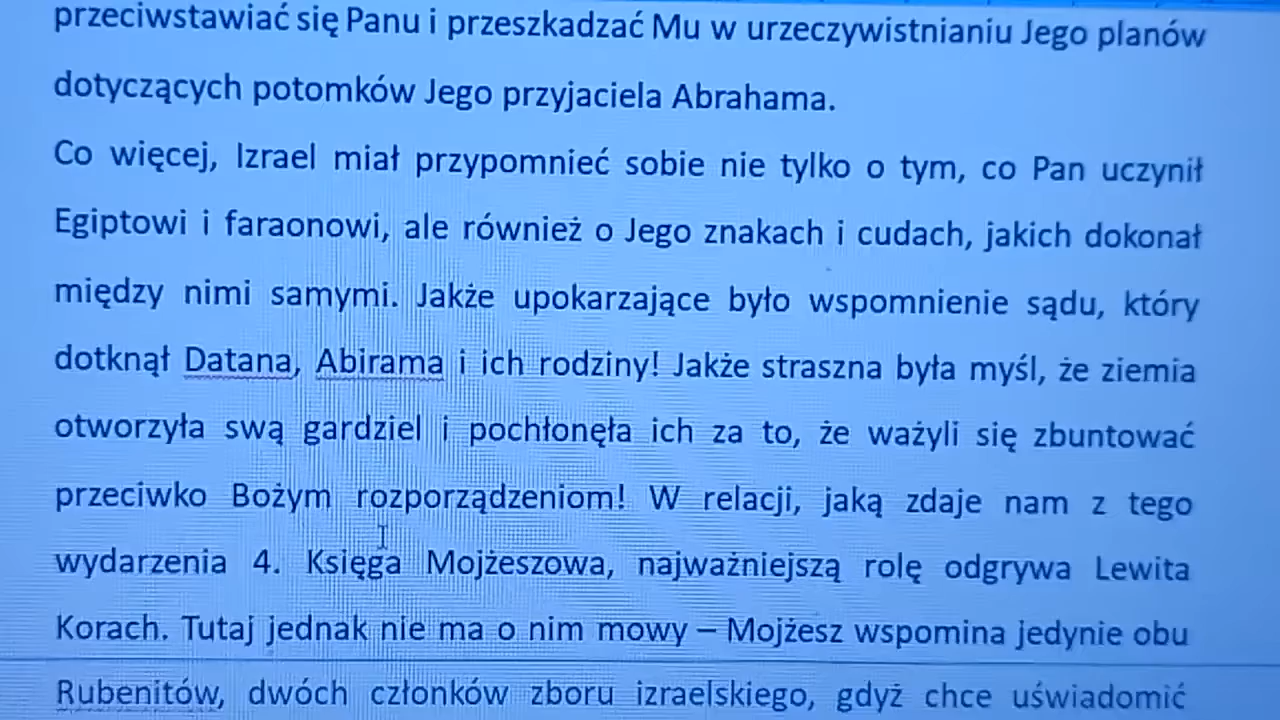 przeciwstawiać się Panu i przeszkadzać Mu w urzeczywistnianiu Jego planów
dotyczących potomków Jego przyjaciela Abrahama.
Co więcej, Izrael miał przypomnieć sobie nie tylko o tym, co Pan uczynił
Egiptowi i faraonowi, ale również o Jego znakach i cudach, jakich dokonał
między nimi samymi. Jakże upokarzające było wspomnienie sądu, który
dotknął Datana, Abirama i ich rodziny! Jakże straszna była myśl, że ziemia
otworzyła swą gardziel i pochłonęła ich za to, że ważyli się zbuntować
przeciwko Bożym rozporządzeniom! W relacji, jaką zdaje nam z tego
wydarzenia 4. Księga Mojżeszowa, najważniejszą rolę odgrywa Lewita
Korach. Tutaj jednak nie ma o nim mowy – Mojżesz wspomina jedynie obu
Rubenitów, dwóch członków zboru izraelskiego, gdyż chce uświadomić